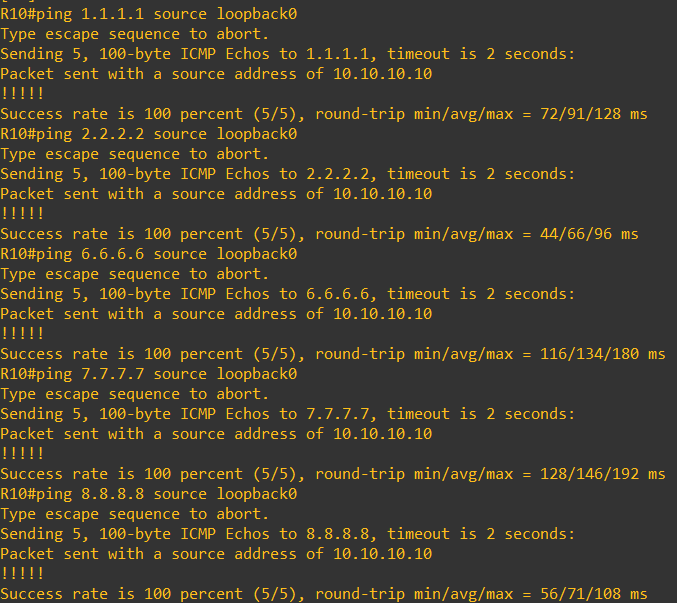 R10#ping 1.1.1.1 source loopback0
Type escape sequence to abort.
Sending 5, 100-byte ICMP Echos to 1.1.1.1, timeout is 2 seconds:
Packet sent with a source address of 10.10.10.10
!!!!!
Success rate is 100 percent (5/5), round-trip min/avg/max = 72/91/128 ms
R10#ping 2.2.2.2 source loopback0
Type escape sequence to abort.
Sending 5, 100-byte ICMP Echos to 2.2.2.2, timeout is 2 seconds:
Packet sent with a source address of 10.10.10.10
!!!!!
Success rate is 100 percent (5/5), round-trip min/avg/max = 44/66/96 ms
R10#ping 6.6.6.6 source loopback0
Type escape sequence to abort.
Sending 5, 100-byte ICMP Echos to 6.6.6.6, timeout is 2 seconds:
Packet sent with a source address of 10.10.10.10
!!!!!
Success rate is 100 percent (5/5), round-trip min/avg/max = 116/134/180 ms
R10#ping 7.7.7.7 source loopback0
Type escape sequence to abort.
Sending 5, 100-byte ICMP Echos to 7.7.7.7, timeout is 2 seconds:
Packet sent with a source address of 10.10.10.10
!!!!!
Success rate is 100 percent (5/5), round-trip min/avg/max = 128/146/192 ms
R10#ping 8.8.8.8 source loopback0
Type escape sequence to abort.
Sending 5, 100-byte ICMP Echos to 8.8.8.8, timeout is 2 seconds:
Packet sent with a source address of 10.10.10.10
!!!!!
Success rate is 100 percent (5/5), round-trip min/avg/max = 56/71/108 ms